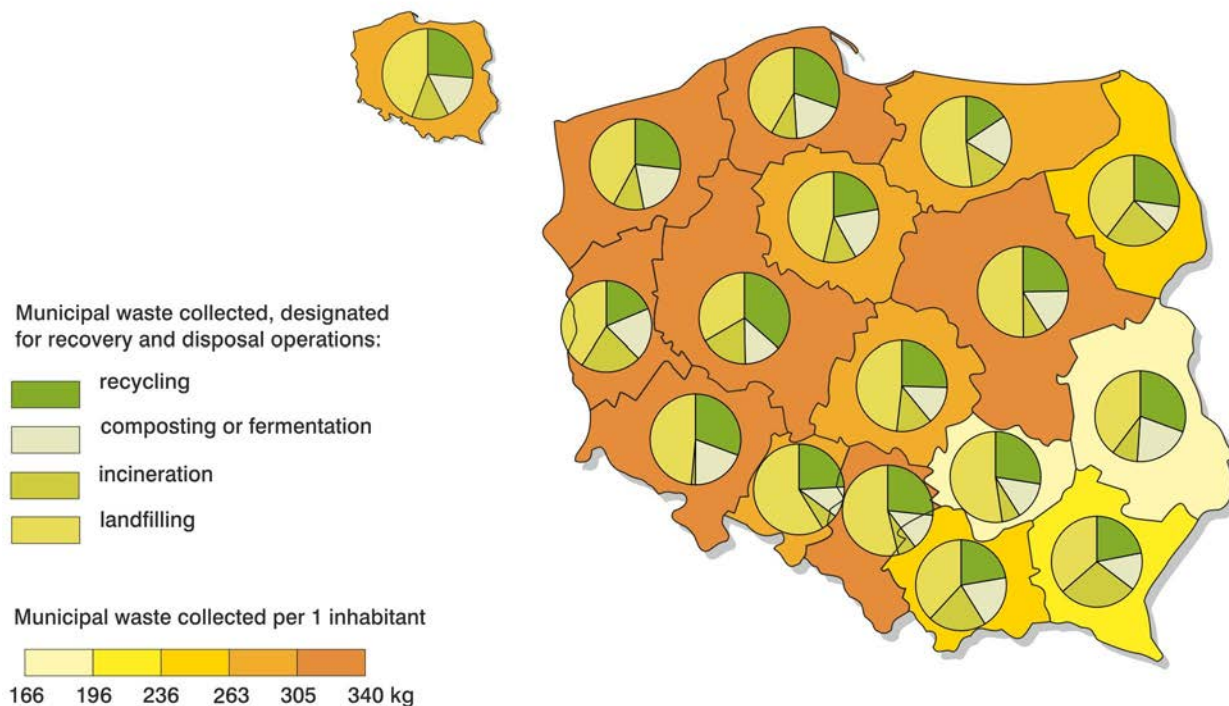 Municipal waste collected, designated
for recovery and disposal operations:
recycling
composting or fermentation
incineration
landfilling
Municipal waste collected per 1 inhabitant
166 196 236 263 305 340 kg